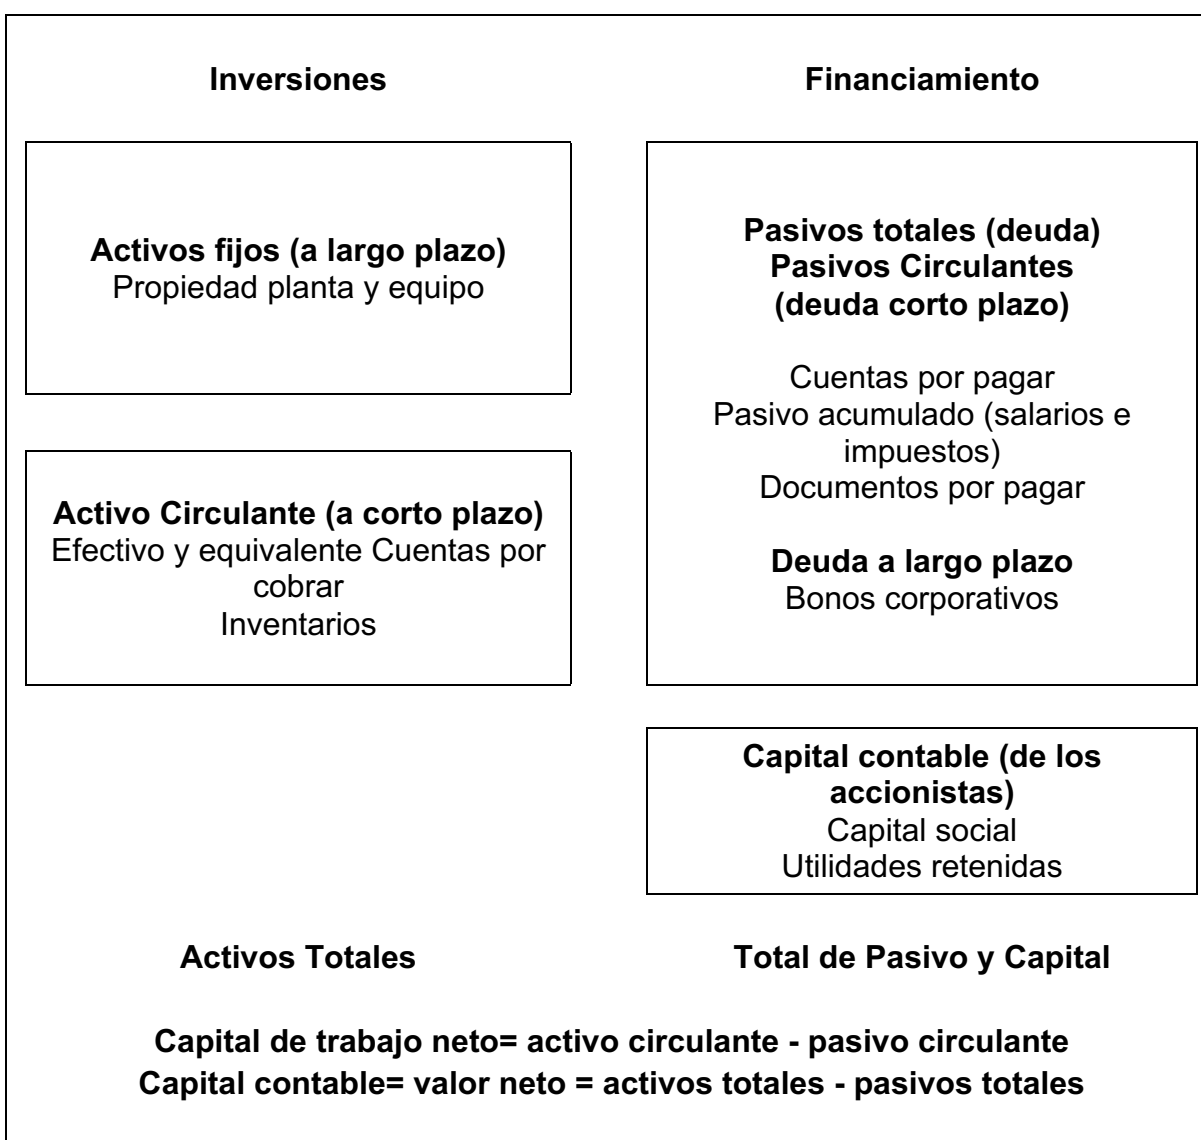 Inversiones
Financiamiento
Activos fijos (a largo plazo)
Propiedad planta y equipo
Activo Circulante (a corto plazo)
Efectivo y equivalente Cuentas por
cobrar
Inventarios
Pasivos totales (deuda)
Pasivos Circulantes
(deuda corto plazo)
Cuentas por pagar
Pasivo acumulado (salarios e
impuestos)
Documentos por pagar
Deuda a largo plazo
Bonos corporativos
Capital contable (de los
accionistas)
Capital social
Utilidades retenidas
Activos Totales
Total de Pasivo y Capital
Capital de trabajo neto= activo circulante - pasivo circulante
Capital contable= valor neto = activos totales - pasivos totales